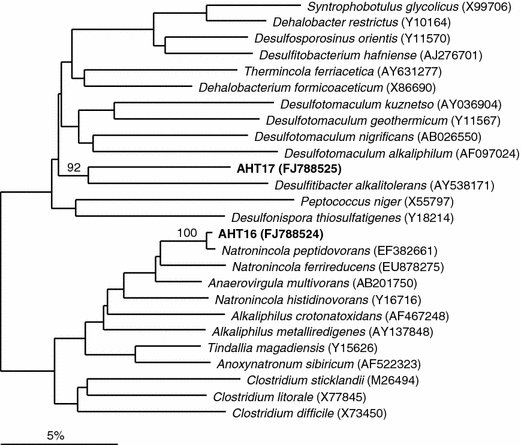 Syntrophobotulus glycolicus (X99706)
Dehalobacter restrictus (Y10164)
Desulfosporosinus orientis (Y11570)
Desulfitobacterium hafniense (AJ276701)
Thermincola ferriacetica (AY631277)
Dehalobacterium formicoaceticum (X86690)
Desulfotomaculum kuznetso (AY036904)
Desulfotomaculum geothermicum (Y11567)
Desulfotomaculum nigrificans (AB026550)
Desulfotomaculum alkaliphilum (AF097024)
92 AHT17 (FJ788525)
Desulfitibacter alkalitolerans (AY538171)
Peptococcus niger (X55797)
Desulfonispora thiosulfatigenes (Y18214)
100 AHT16 (FJ788524)
Natronincola peptidovorans (EF382661)
Natronincola ferrireducens (EU878275)
Anaerovirgula multivorans (AB201750)
Natronincola histidinovorans (Y16716)
Alkaliphilus crotonatoxidans (AF467248)
Alkaliphilus metalliredigenes (AY137848)
Tindallia magadiensis (Y15626)
Anoxynatronum sibiricum (AF522323)
Clostridium sticklandii (M26494)
Clostridium litorale (X77845)
Clostridium difficile (X73450)
5%